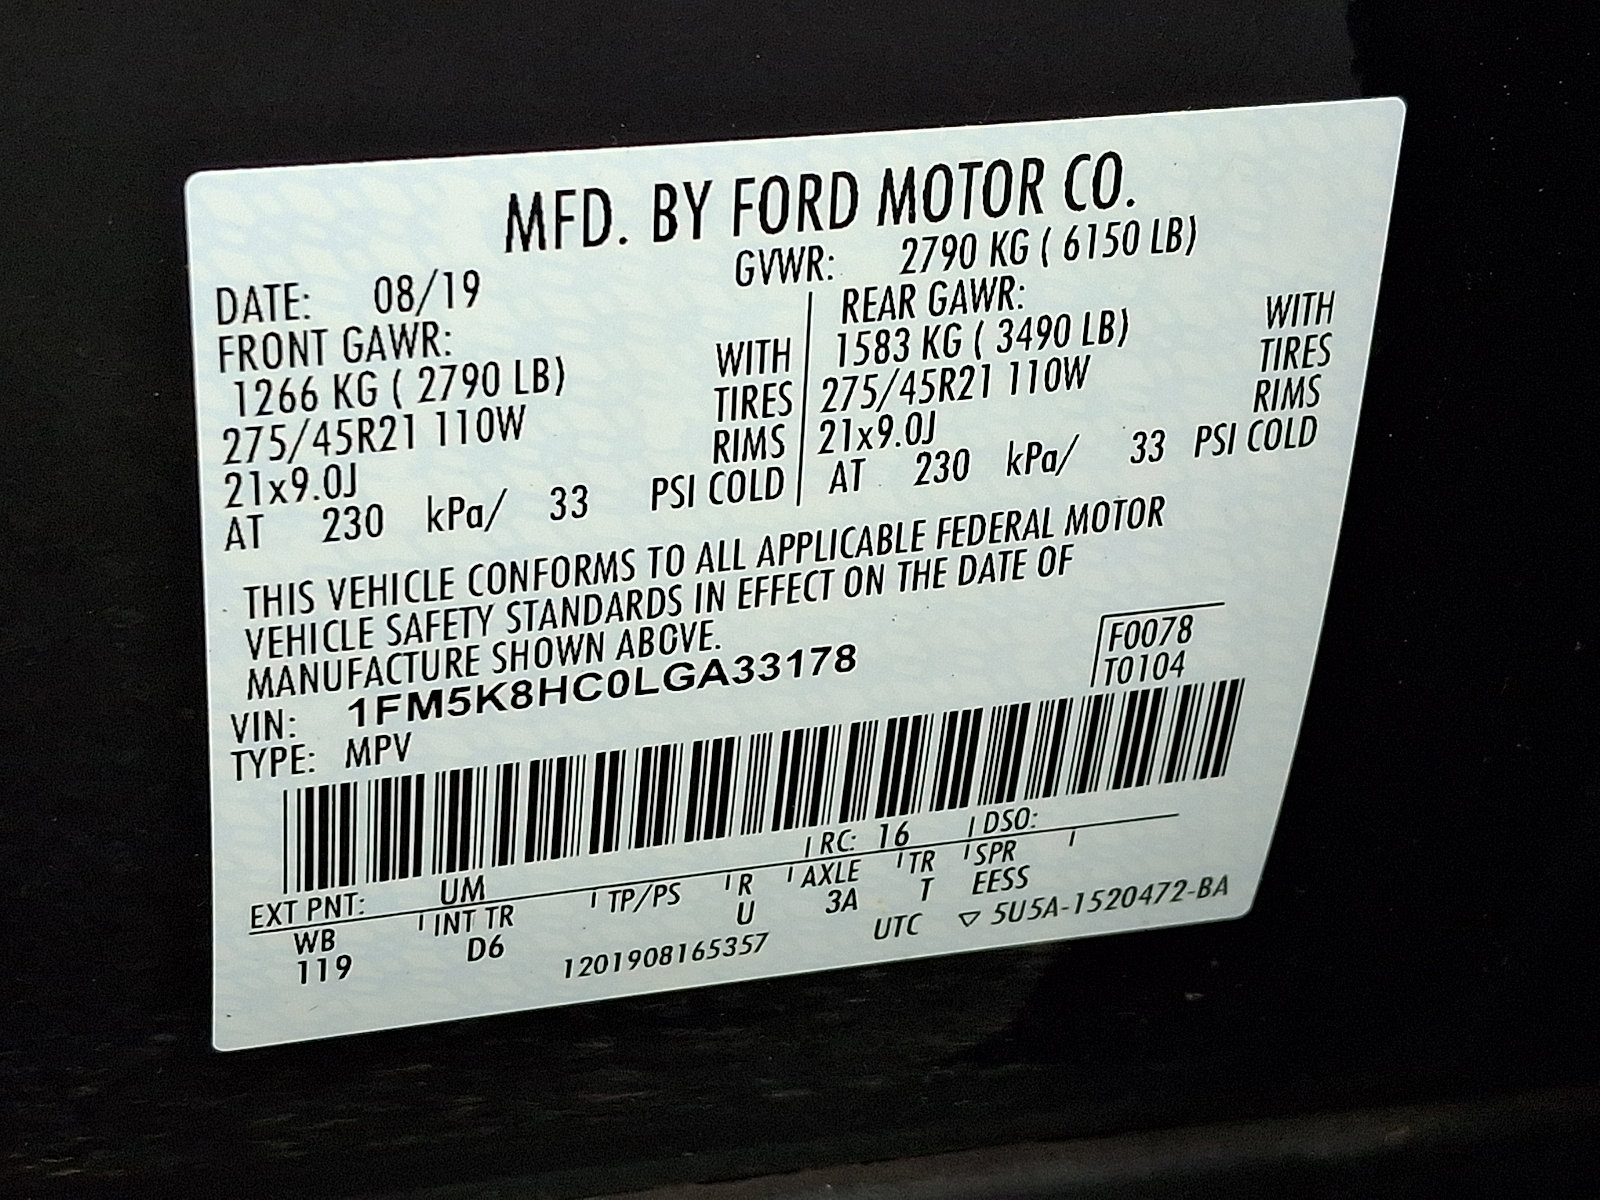 MFD. BY FORD MOTOR CO.
DATE: 08/19 GVWR: 2790 KG ( 6150 LB)
FRONT GAWR: REAR GAWR:
1266 KG ( 2790 LB) WITH 1583 KG ( 3490 LB) WITH
275/45R21 110W TIRES 275/45R21 110W TIRES
21x9.0J RIMS 21x9.0J RIMS
AT 230 kPa/ 33 PSI COLD AT 230 kPa/ 33 PSI COLD
THIS VEHICLE CONFORMS TO ALL APPLICABLE FEDERAL MOTOR
VEHICLE SAFETY STANDARDS IN EFFECT ON THE DATE OF
MANUFACTURE SHOWN ABOVE.
VIN: 1FM5K8HC0LGA33178 F0078
TYPE: MPV T0104
EXT PNT: UM RC: 16 DSO:
WB INT TR TP/PS R AXLE TR SPR
119 D6 U 3A T EESS
1201908165357 UTC ▽ 5U5A-1520472-BA